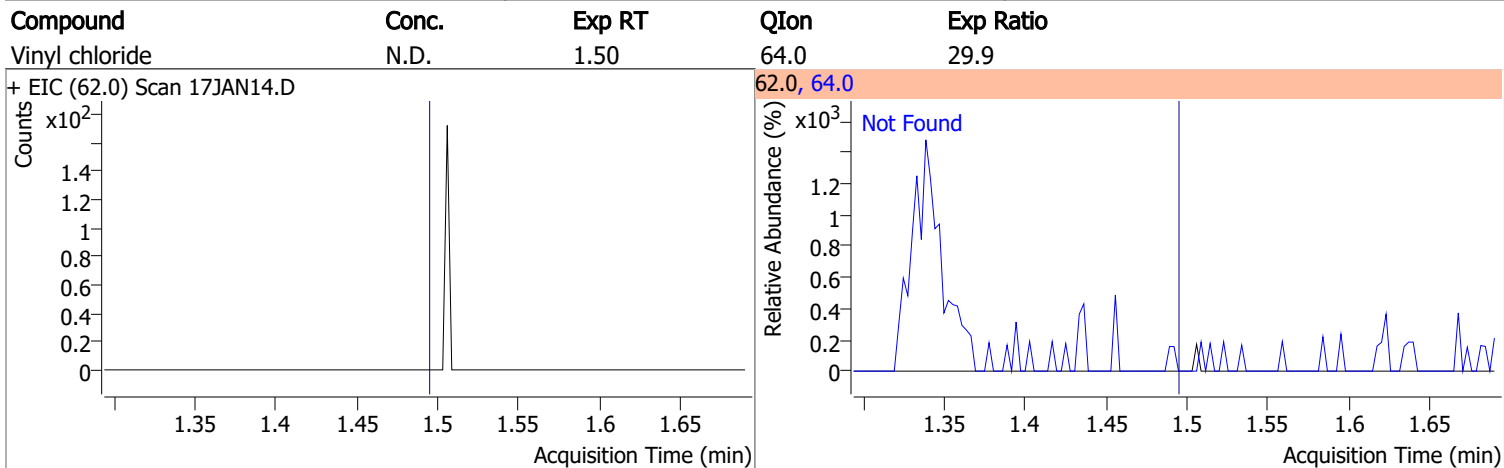 Compound Conc. Exp RT QIon Exp Ratio
Vinyl chloride N.D. 1.50 64.0 29.9
+ EIC (62.0) Scan 17JAN14.D
Counts
x10²
1.4
1.2
1
0.8
0.6
0.4
0.2
0
1.35 1.4 1.45 1.5 1.55 1.6 1.65
Acquisition Time (min)
62.0, 64.0
Relative Abundance (%)
x10³
Not Found
1.2
1
0.8
0.6
0.4
0.2
0
1.35 1.4 1.45 1.5 1.55 1.6 1.65
Acquisition Time (min)